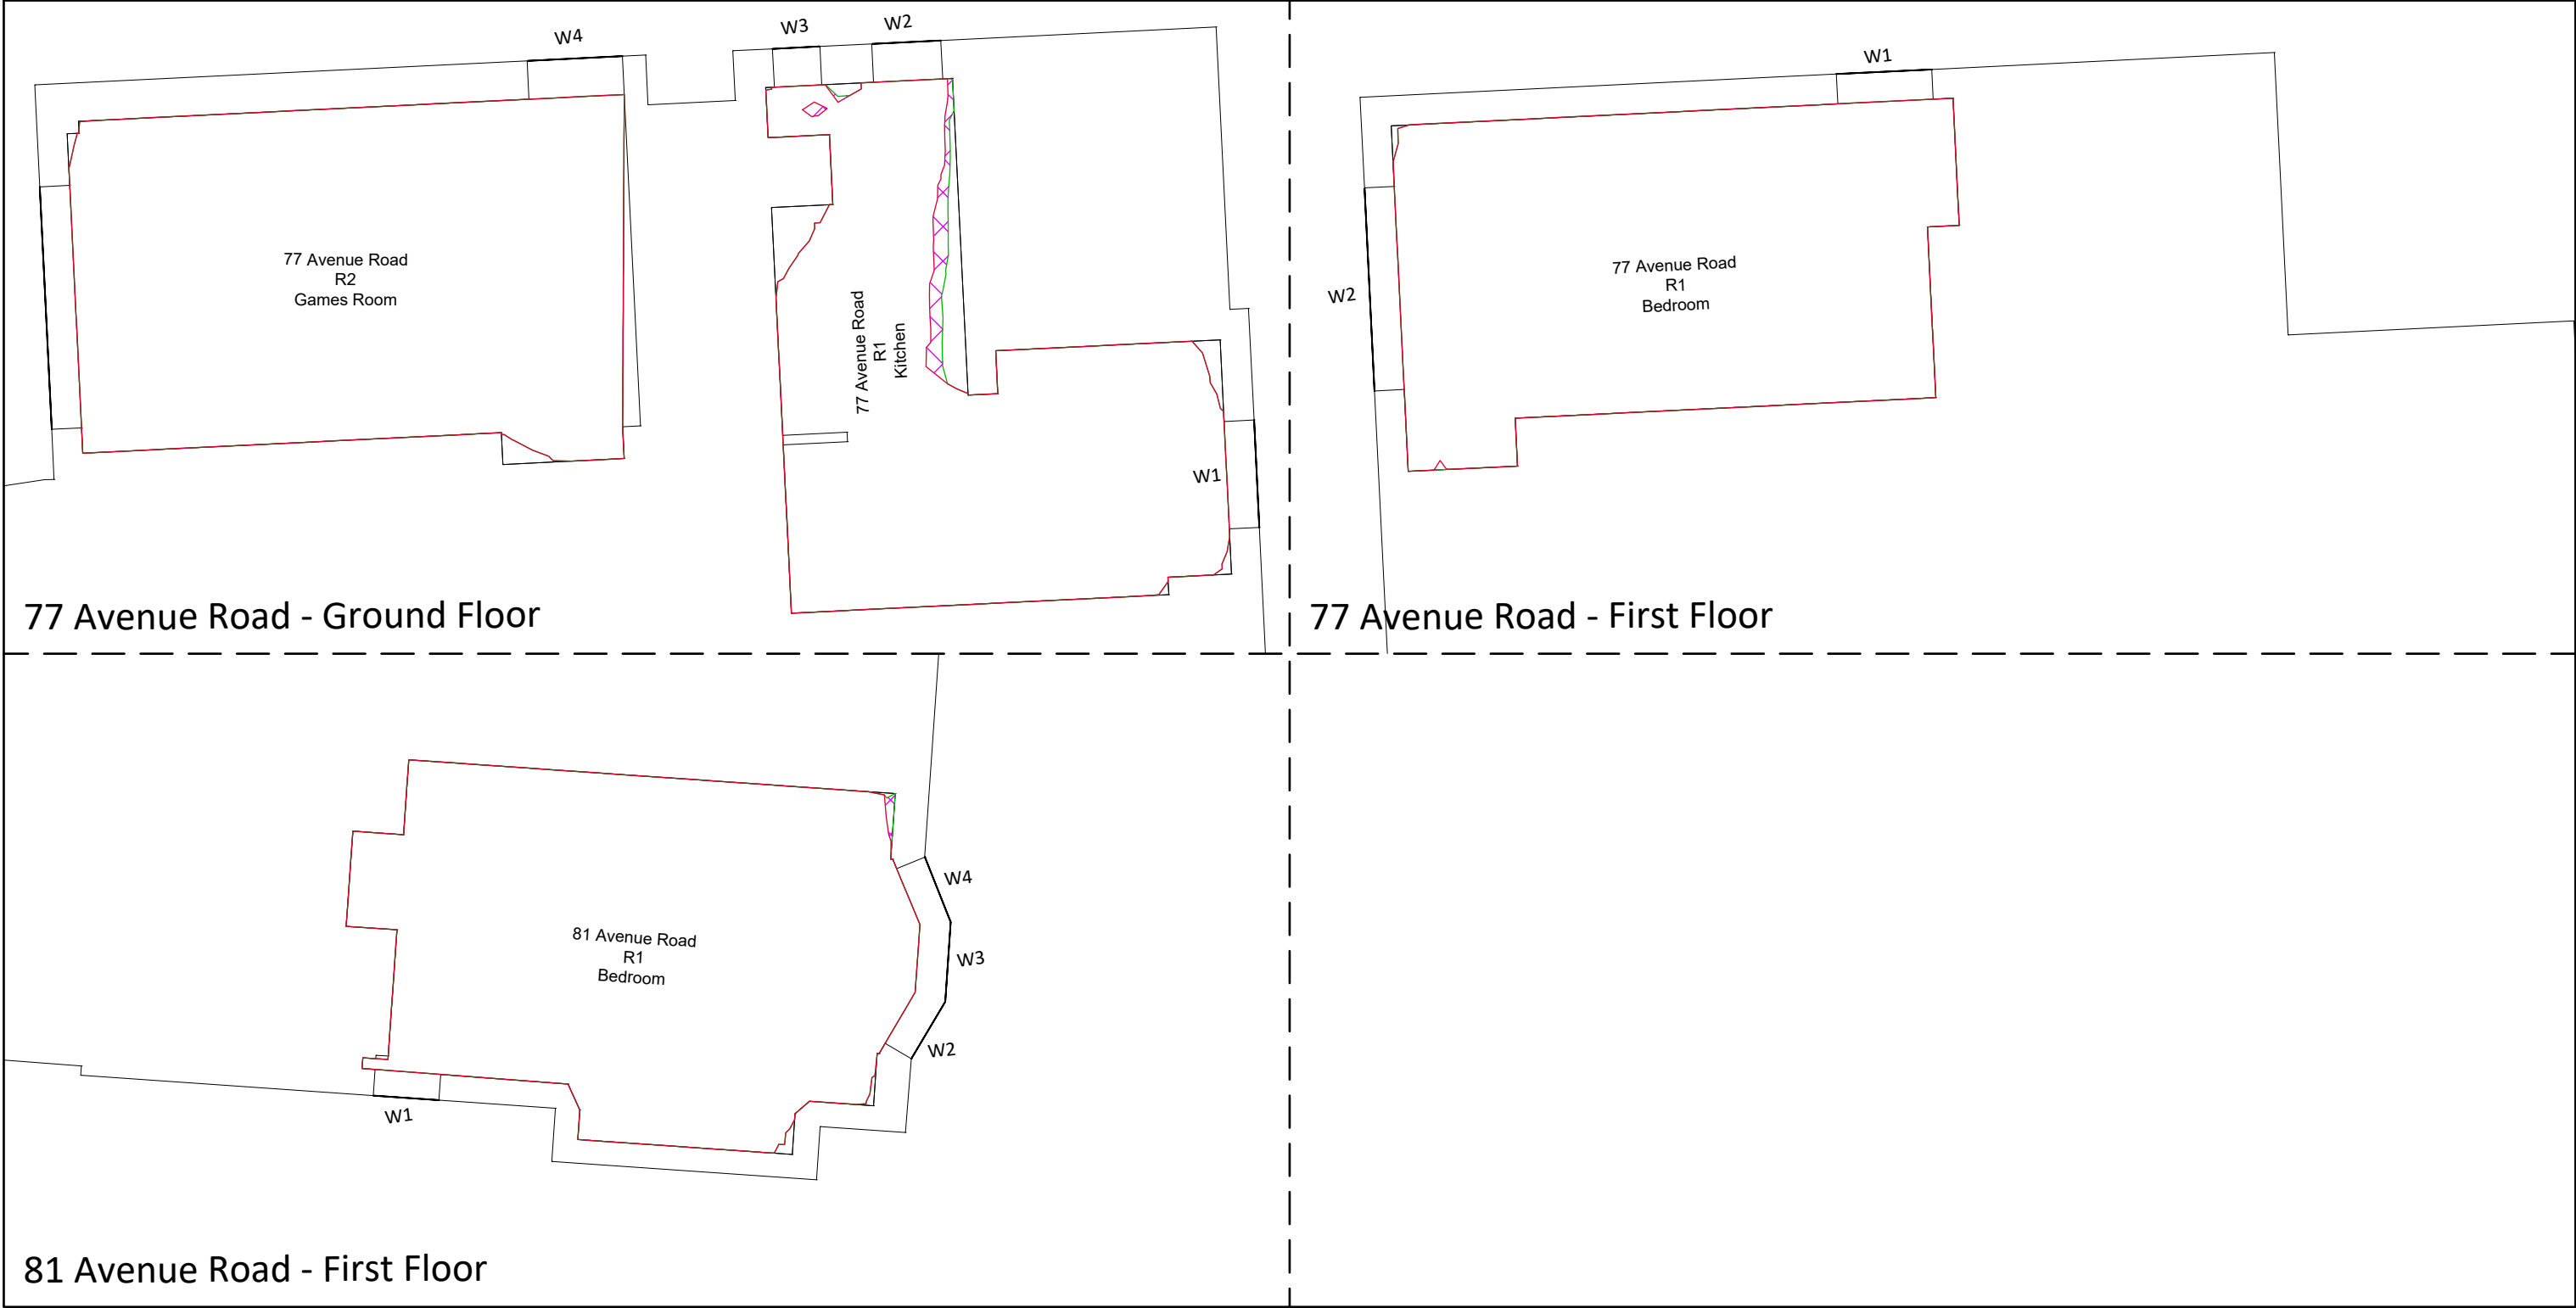 W4
W3
W2
77 Avenue Road
R2
Games Room
77 Avenue Road
R1
Kitchen
W1
77 Avenue Road - Ground Floor
W1
W2
77 Avenue Road
R1
Bedroom
77 Avenue Road - First Floor
W4
W3
W2
81 Avenue Road
R1
Bedroom
W1
81 Avenue Road - First Floor